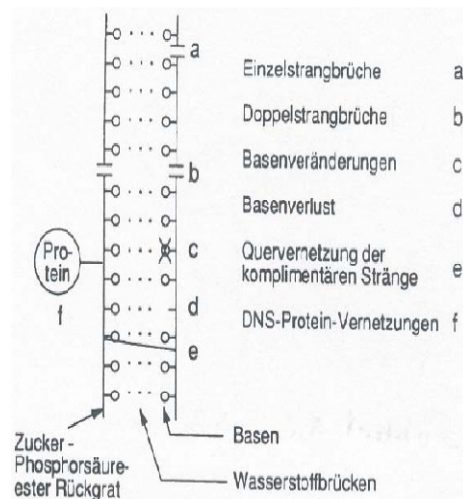 a
b
c
d
e
Pro-
tein
f
Einzelstrangbrüche a
Doppelstrangbrüche b
Basenveränderungen c
Basenverlust d
Quervernetzung der
komplimentären Stränge e
DNS-Protein-Vernetzungen f
Zucker-
Phosphorsäure-
ester Rückgrat
Basen
Wasserstoffbrücken